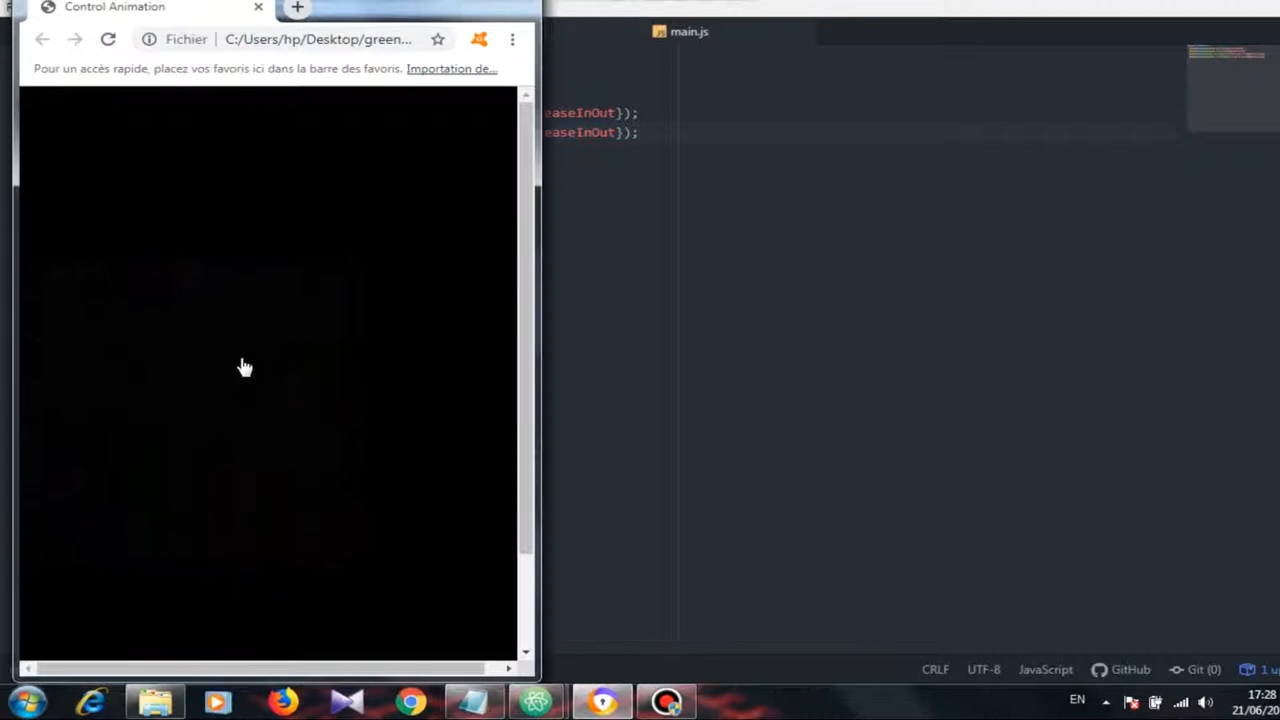 Control Animation
main.js
Fichier
C:/Users/hp/Desktop/green...
Pour un accès rapide, placez vos favoris ici dans la barre des favoris. Importation de...
easeInOut});
easeInOut});
CRLF UTF-8 JavaScript GitHub Git (0) 1 up
EN
17:28
21/06/20